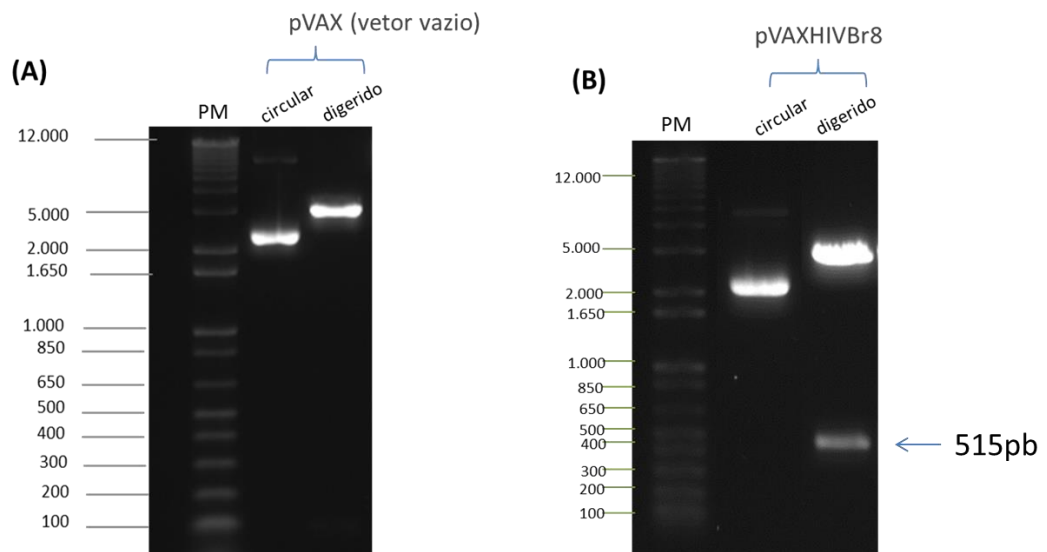 pVAX (vetor vazio)
(A)
PM
circular
digerido
12.000
5.000
2.000
1.650
1.000
850
650
500
400
300
200
100
pVAXHIVBr8
(B)
PM
circular
digerido
12.000
5.000
2.000
1.650
1.000
850
650
500
400
300
200
100
515pb